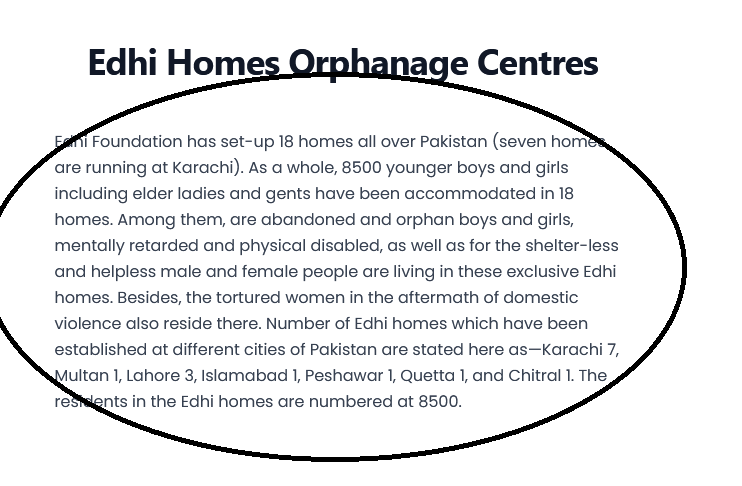 Edhi Homes Orphanage Centres
Edhi Foundation has set-up 18 homes all over Pakistan (seven homes
are running at Karachi). As a whole, 8500 younger boys and girls
including elder ladies and gents have been accommodated in 18
homes. Among them, are abandoned and orphan boys and girls,
mentally retarded and physical disabled, as well as for the shelter-less
and helpless male and female people are living in these exclusive Edhi
homes. Besides, the tortured women in the aftermath of domestic
violence also reside there. Number of Edhi homes which have been
established at different cities of Pakistan are stated here as—Karachi 7,
Multan 1, Lahore 3, Islamabad 1, Peshawar 1, Quetta 1, and Chitral 1. The
residents in the Edhi homes are numbered at 8500.